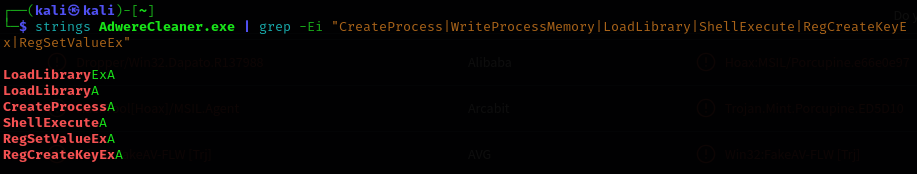 ┌──(kali㉿kali)-[~]
└─$ strings AdwereCleaner.exe | grep -Ei "CreateProcess|WriteProcessMemory|LoadLibrary|ShellExecute|RegCreateKeyE
x|RegSetValueEx"
Alibaba
LoadLibraryExA
LoadLibraryA
CreateProcessA
Arcabit
ShellExecuteA
RegSetValueExA
RegCreateKeyExA
AVG